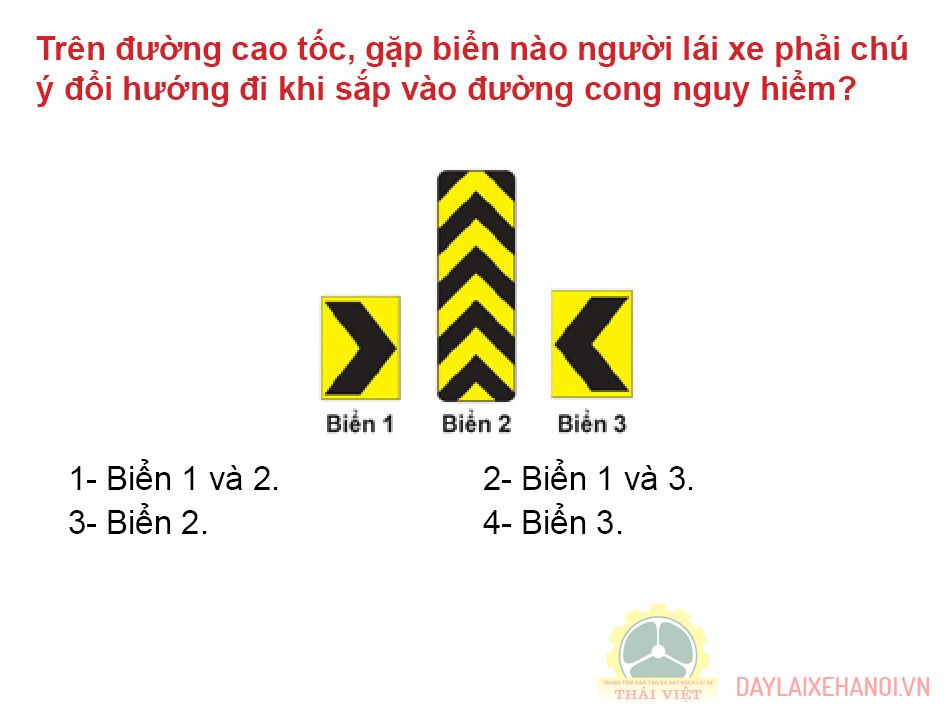 Trên đường cao tốc, gặp biển nào người lái xe phải chú
ý đổi hướng đi khi sắp vào đường cong nguy hiểm?
Biển 1 Biển 2 Biển 3
1- Biển 1 và 2. 2- Biển 1 và 3.
3- Biển 2. 4- Biển 3.
TRUNG TÂM ĐÀO TẠO VÀ SÁT HẠCH LÁI XE
THÁI VIỆT
DAYLAIXEHANOI.VN